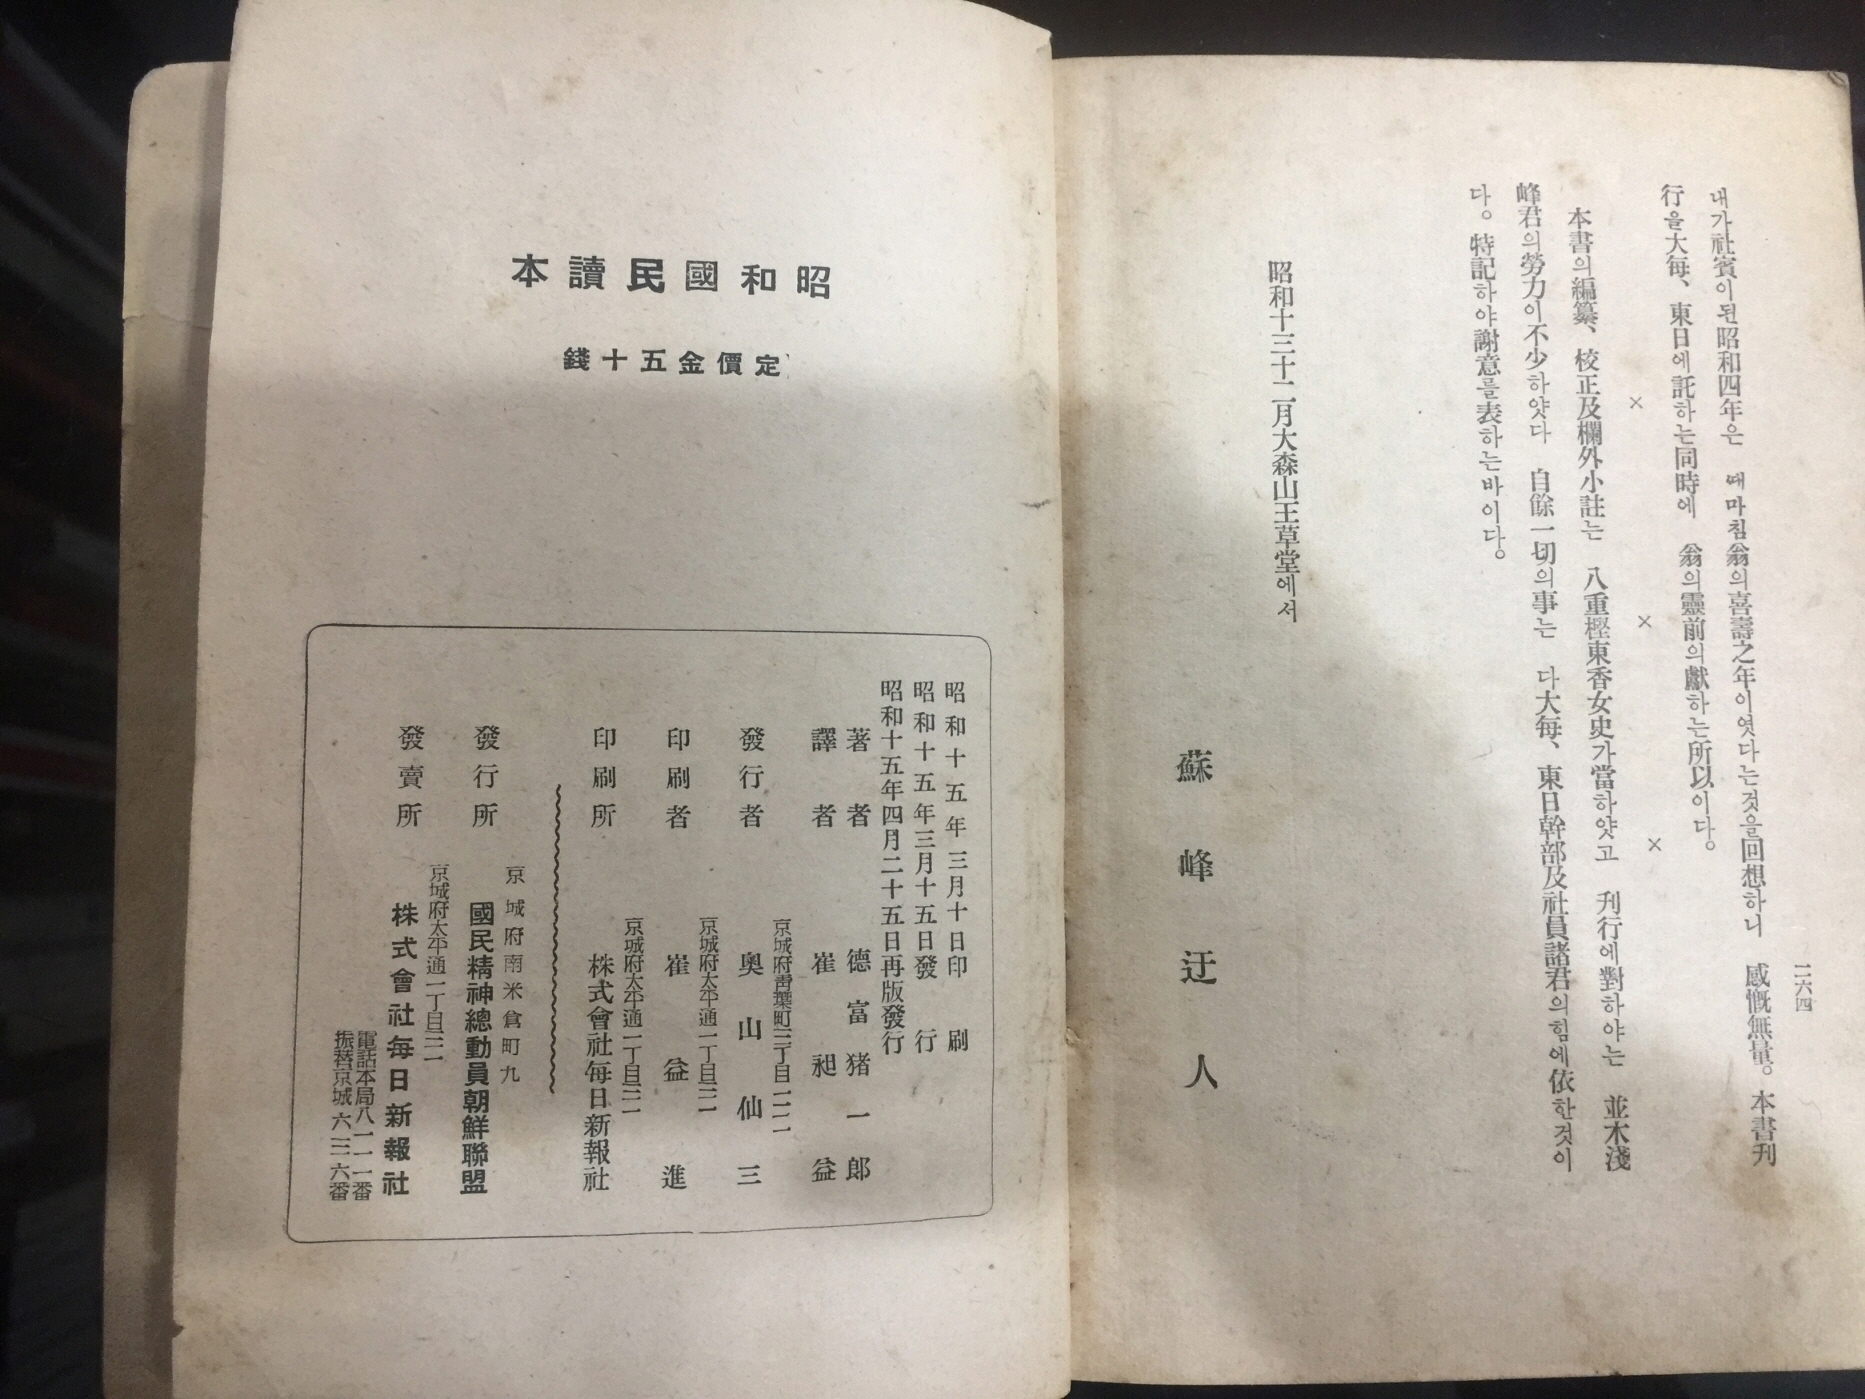 二六四
내가社賓이된昭和四年은 때마침翁의喜壽之年이엿다는것을回想하니 感慨無量。本書刊
行을大每、東日에託하는同時에 翁의靈前의獻하는所以이다。
× × ×
本書의編纂、校正及欄外小註는 八重樫東香女史가當하얏고 刊行에對하야는 並木淺
峰君의勞力이不少하얏다 自餘一切의事는 다大每、東日幹部及社員諸君의힘에依한것이
다。特記하야謝意를表하는바이다。
昭和十三十二月大森山王草堂에서
蘇峰迂人
昭和國民讀本
定價金五十錢
昭和十五年三月十日印刷
昭和十五年三月十五日發行
昭和十五年四月二十五日再版發行
著者 德富猪一郎
譯者 崔昶益
京城府靑葉町三丁目一二二
發行者 奧山仙三
京城府太平通一丁目三一
印刷者 崔益進
京城府太平通一丁目三一
印刷所 株式會社每日新報社
京城府南米倉町九
發行所 國民精神總動員朝鮮聯盟
京城府太平通一丁目三一
發賣所 株式會社每日新報社
電話本局八一一一番
振替京城六三六番